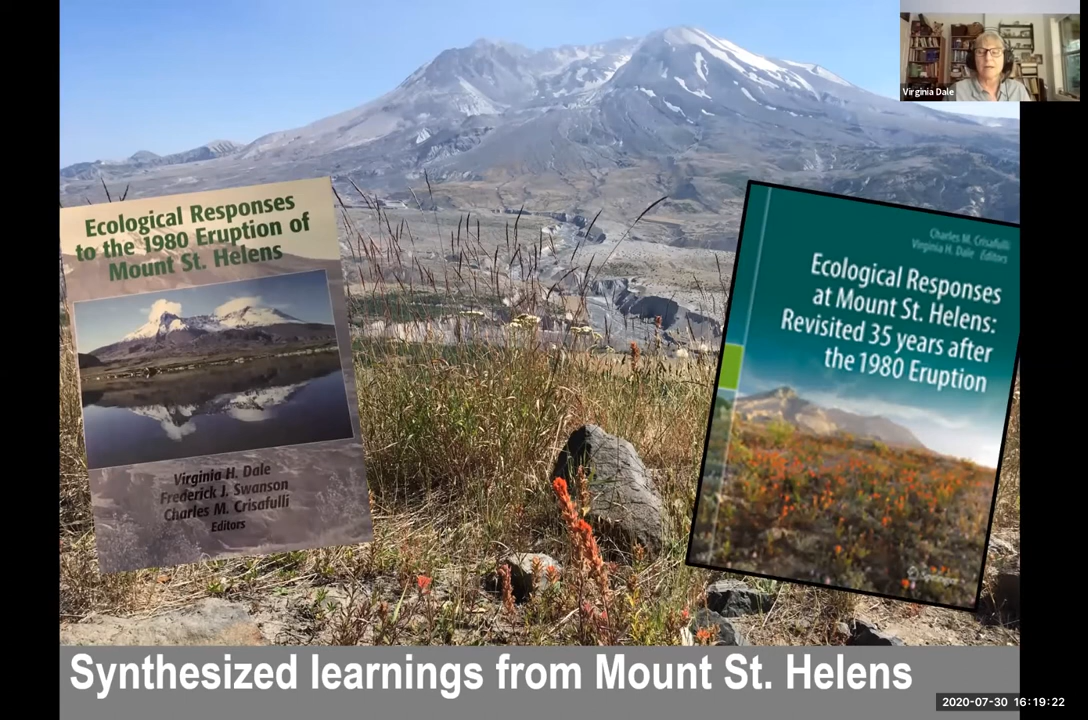 Virginia Dale
Ecological Responses
to the 1980 Eruption of
Mount St. Helens
Virginia H. Dale
Frederick J. Swanson
Charles M. Crisafulli
Editors
Charles M. Crisafulli
Virginia H. Dale Editors
Ecological Responses
at Mount St. Helens:
Revisited 35 years after
the 1980 Eruption
Springer
Synthesized learnings from Mount St. Helens
2020-07-30 16:19:22